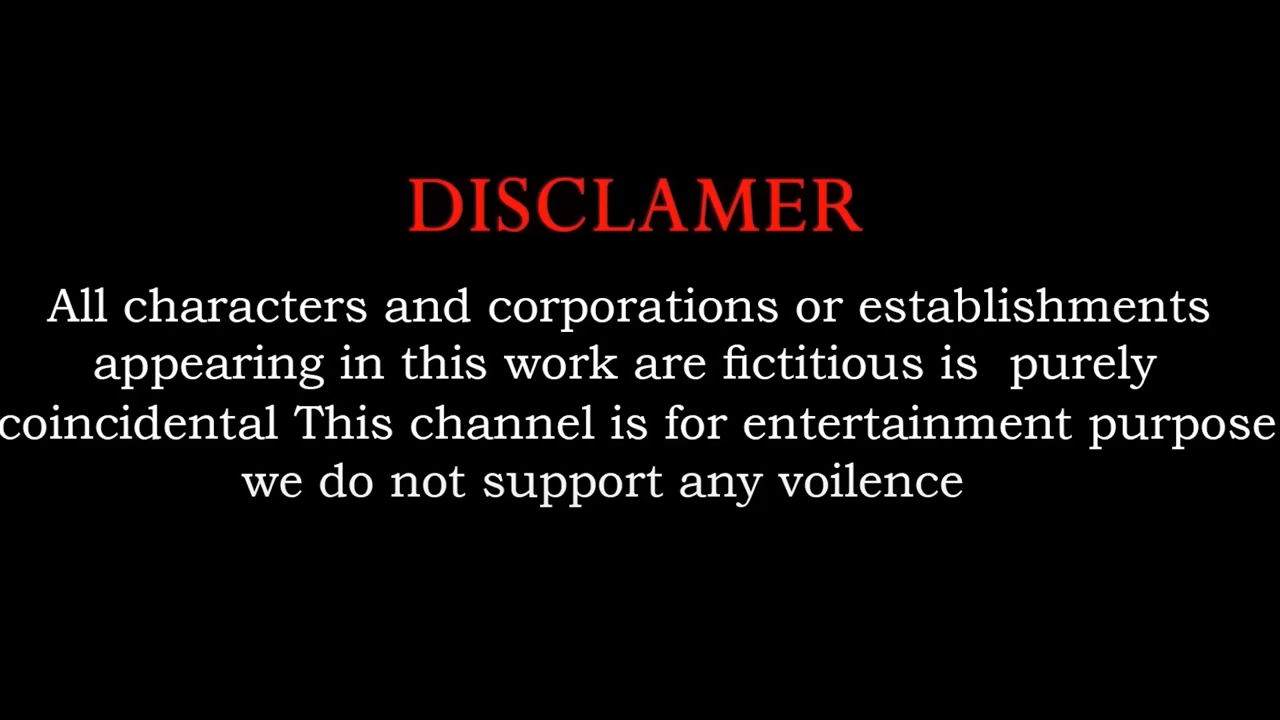 DISCLAMER
All characters and corporations or establishments
appearing in this work are fictitious is  purely
coincidental This channel is for entertainment purpose
we do not support any voilence